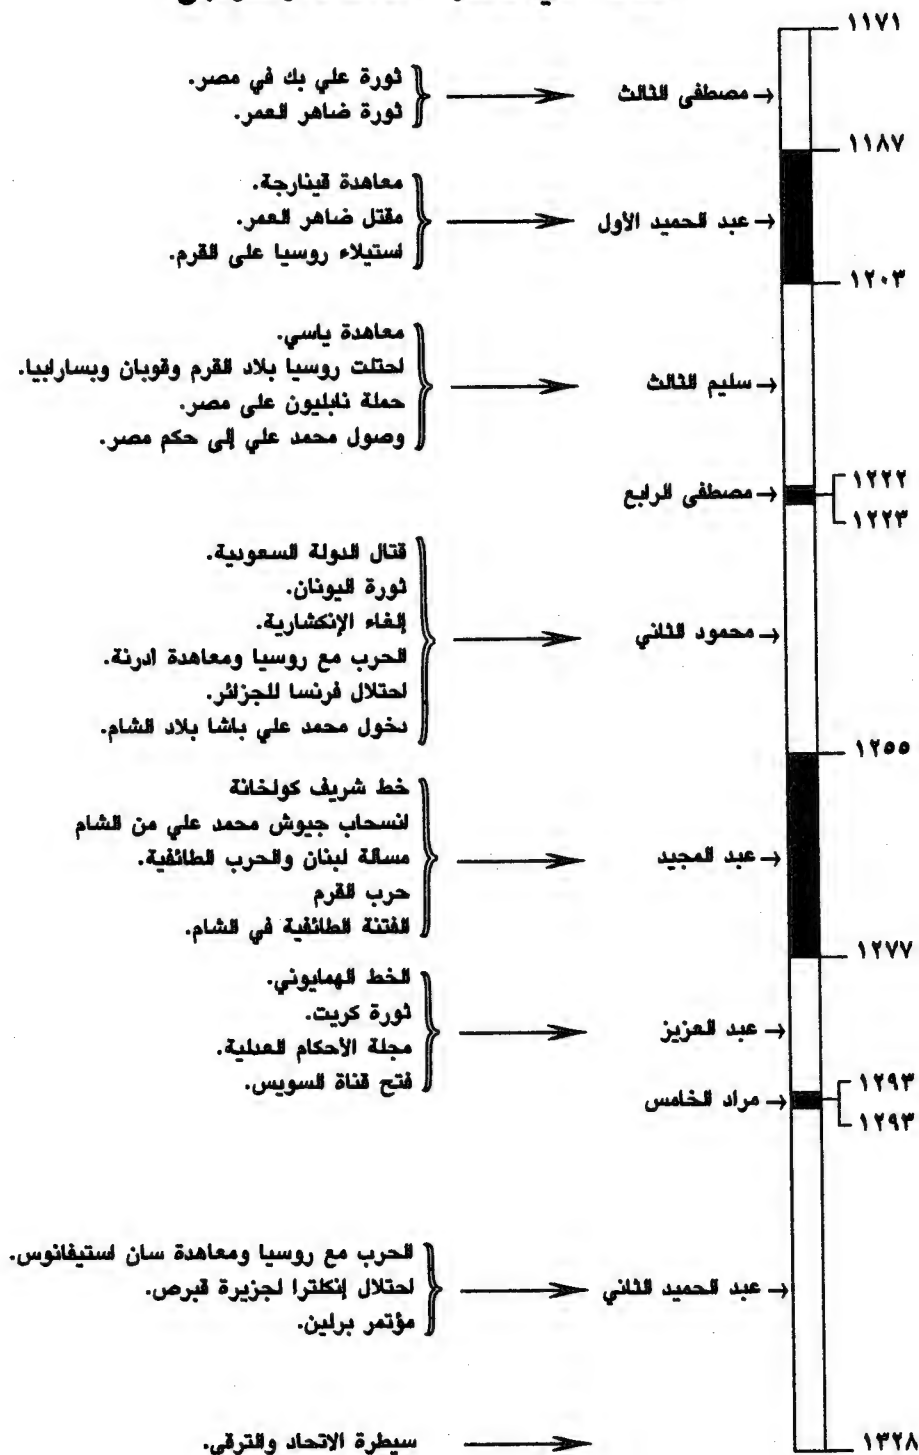 ١١٧١
مصطفى الثالث
ثورة علي بك في مصر.
ثورة ضاهر العمر.
١١٨٧
عبد الحميد الأول
معاهدة قينارجة.
مقتل ضاهر العمر.
استيلاء روسيا على القرم.
١٢٠٣
سليم الثالث
معاهدة ياسي.
احتلت روسيا بلاد القرم وقوبان وبسارابيا.
حملة نابليون على مصر.
وصول محمد علي إلى حكم مصر.
١٢٢٢
مصطفى الرابع
١٢٢٣
محمود الثاني
قتال الدولة السعودية.
ثورة اليونان.
إلغاء الإنكشارية.
الحرب مع روسيا ومعاهدة ادرنة.
احتلال فرنسا للجزائر.
دخول محمد علي باشا بلاد الشام.
١٢٥٥
عبد المجيد
خط شريف كولخانة
انسحاب جيوش محمد علي من الشام
مسألة لبنان والحرب الطائفية.
حرب القرم
الفتنة الطائفية في الشام.
١٢٧٧
عبد العزيز
الخط الهمايوني.
ثورة كريت.
مجلة الأحكام العدلية.
فتح قناة السويس.
١٢٩٣
مراد الخامس
١٢٩٣
عبد الحميد الثاني
الحرب مع روسيا ومعاهدة سان استيفانوس.
احتلال إنكلترا لجزيرة قبرص.
مؤتمر برلين.
سيطرة الاتحاد والترقي.
١٣٢٨